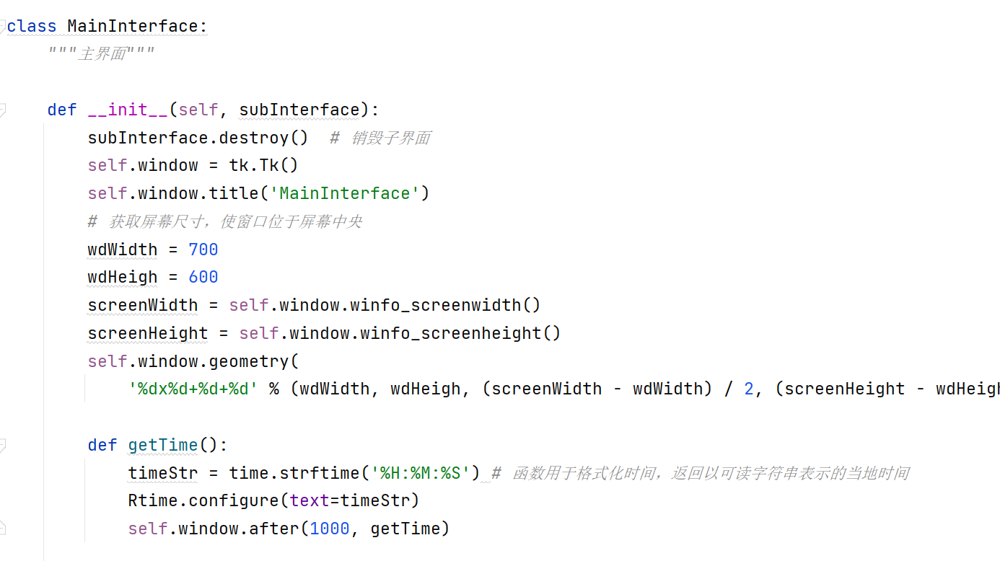 class MainInterface:
    """主界面"""
    def __init__(self, subInterface):
        subInterface.destroy()  # 销毁子界面
        self.window = tk.Tk()
        self.window.title('MainInterface')
        # 获取屏幕尺寸，使窗口位于屏幕中央
        wdWidth = 700
        wdHeigh = 600
        screenWidth = self.window.winfo_screenwidth()
        screenHeight = self.window.winfo_screenheight()
        self.window.geometry(
            '%dx%d+%d+%d' % (wdWidth, wdHeigh, (screenWidth - wdWidth) / 2, (screenHeight - wdHeigh
        def getTime():
            timeStr = time.strftime('%H:%M:%S') # 函数用于格式化时间，返回以可读字符串表示的当地时间
            Rtime.configure(text=timeStr)
            self.window.after(1000, getTime)